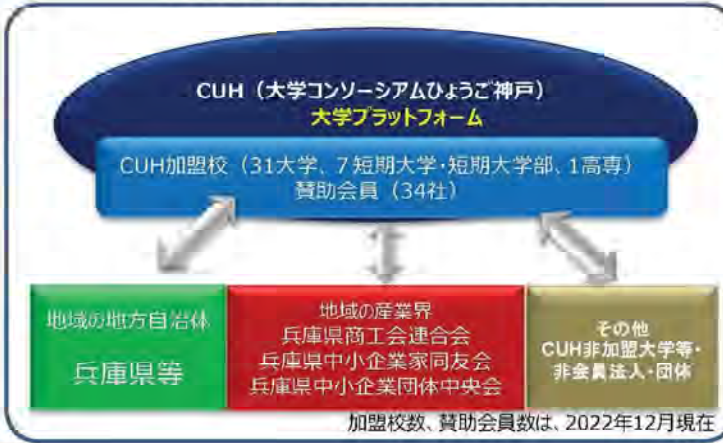 CUH（大学コンソーシアムひょうご神戸）
大学プラットフォーム
CUH加盟校（31大学、７短期大学・短期大学部、1高専）
賛助会員（34社）
地域の地方自治体
兵庫県等
地域の産業界
兵庫県商工会連合会
兵庫県中小企業家同友会
兵庫県中小企業団体中央会
その他
CUH非加盟大学等・
非会員法人・団体
加盟校数、賛助会員数は、2022年12月現在